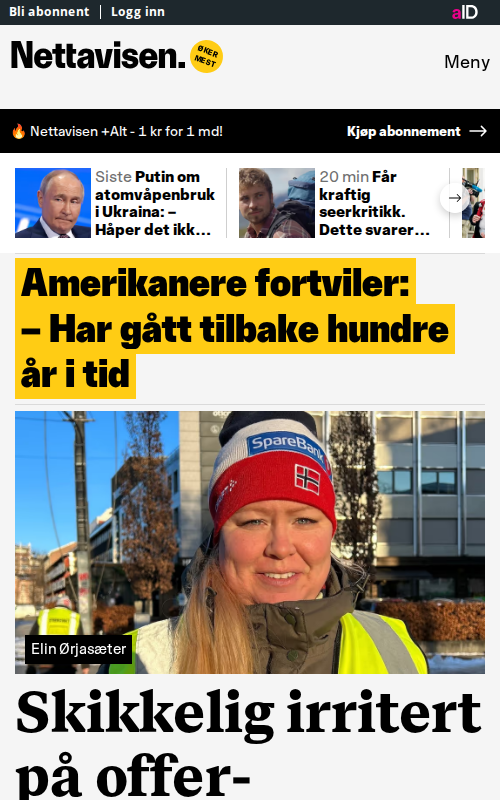 Bli abonnent
Logg inn
aID
Nettavisen.
ØKER
MEST
Meny
🔥 Nettavisen +Alt - 1 kr for 1 md!
Kjøp abonnement
Siste Putin om
atomvåpenbruk
i Ukraina: –
Håper det ikk...
20 min Får
kraftig
seerkritikk.
Dette svarer...
Amerikanere fortviler:
– Har gått tilbake hundre
år i tid
SpareBank
Elin Ørjasæter
Skikkelig irritert
på offer-